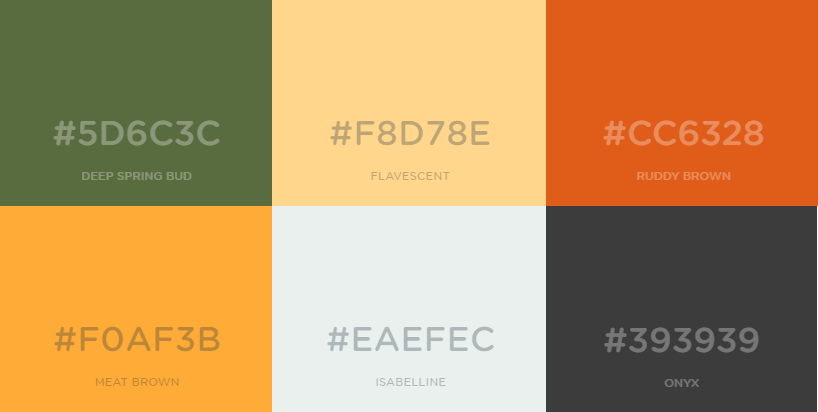 #5D6C3C
DEEP SPRING BUD
#F8D78E
FLAVESCENT
#CC6328
RUDDY BROWN
#F0AF3B
MEAT BROWN
#EAEFEC
ISABELLINE
#393939
ONYX